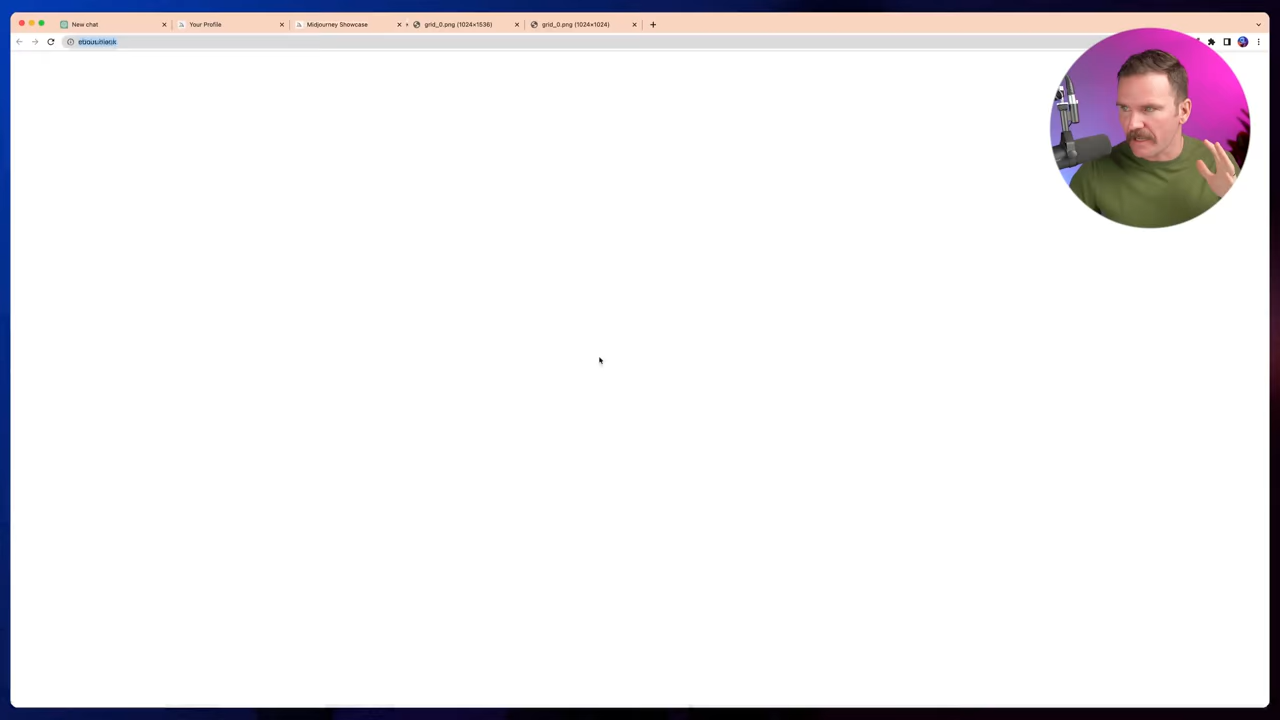 New chat
Your Profile
Midjourney Showcase
grid_0.png (1024×1536)
grid_0.png (1024×1024)